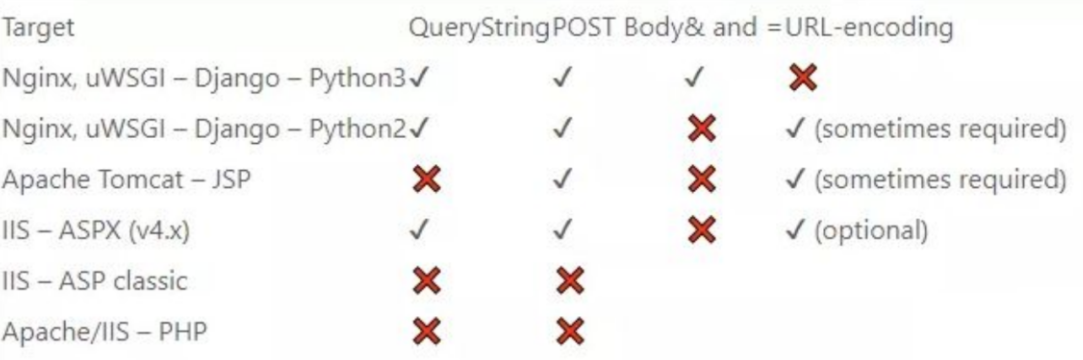 Target QueryString POST Body & and = URL-encoding
Nginx, uWSGI – Django – Python3 ✓ ✓ ✓ ❌
Nginx, uWSGI – Django – Python2 ✓ ✓ ❌ ✓ (sometimes required)
Apache Tomcat – JSP ❌ ✓ ❌ ✓ (sometimes required)
IIS – ASPX (v4.x) ✓ ✓ ❌ ✓ (optional)
IIS – ASP classic ❌ ❌
Apache/IIS – PHP ❌ ❌